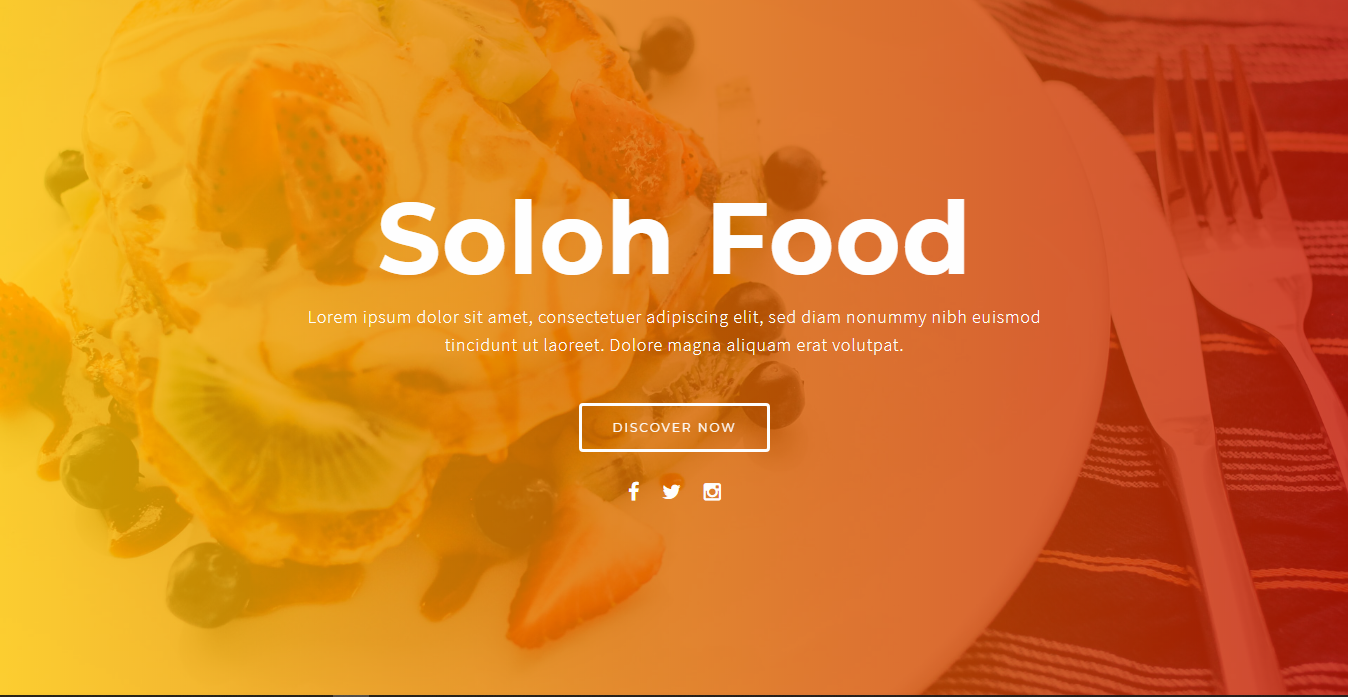 Soloh Food
Lorem ipsum dolor sit amet, consectetuer adipiscing elit, sed diam nonummy nibh euismod
tincidunt ut laoreet. Dolore magna aliquam erat volutpat.
DISCOVER NOW